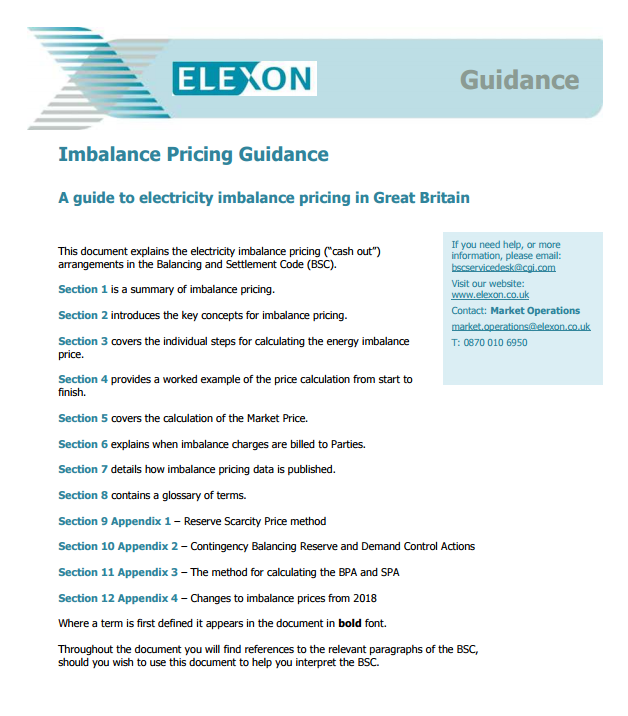 ELEXON
Guidance
Imbalance Pricing Guidance
A guide to electricity imbalance pricing in Great Britain
This document explains the electricity imbalance pricing (“cash out”)
arrangements in the Balancing and Settlement Code (BSC).
Section 1 is a summary of imbalance pricing.
Section 2 introduces the key concepts for imbalance pricing.
Section 3 covers the individual steps for calculating the energy imbalance
price.
Section 4 provides a worked example of the price calculation from start to
finish.
Section 5 covers the calculation of the Market Price.
Section 6 explains when imbalance charges are billed to Parties.
Section 7 details how imbalance pricing data is published.
Section 8 contains a glossary of terms.
Section 9 Appendix 1 – Reserve Scarcity Price method
Section 10 Appendix 2 – Contingency Balancing Reserve and Demand Control Actions
Section 11 Appendix 3 – The method for calculating the BPA and SPA
Section 12 Appendix 4 – Changes to imbalance prices from 2018
Where a term is first defined it appears in the document in bold font.
Throughout the document you will find references to the relevant paragraphs of the BSC,
should you wish to use this document to help you interpret the BSC.
If you need help, or more
information, please email:
bscservicedesk@cgi.com
Visit our website:
www.elexon.co.uk
Contact: Market Operations
market.operations@elexon.co.uk
T: 0870 010 6950